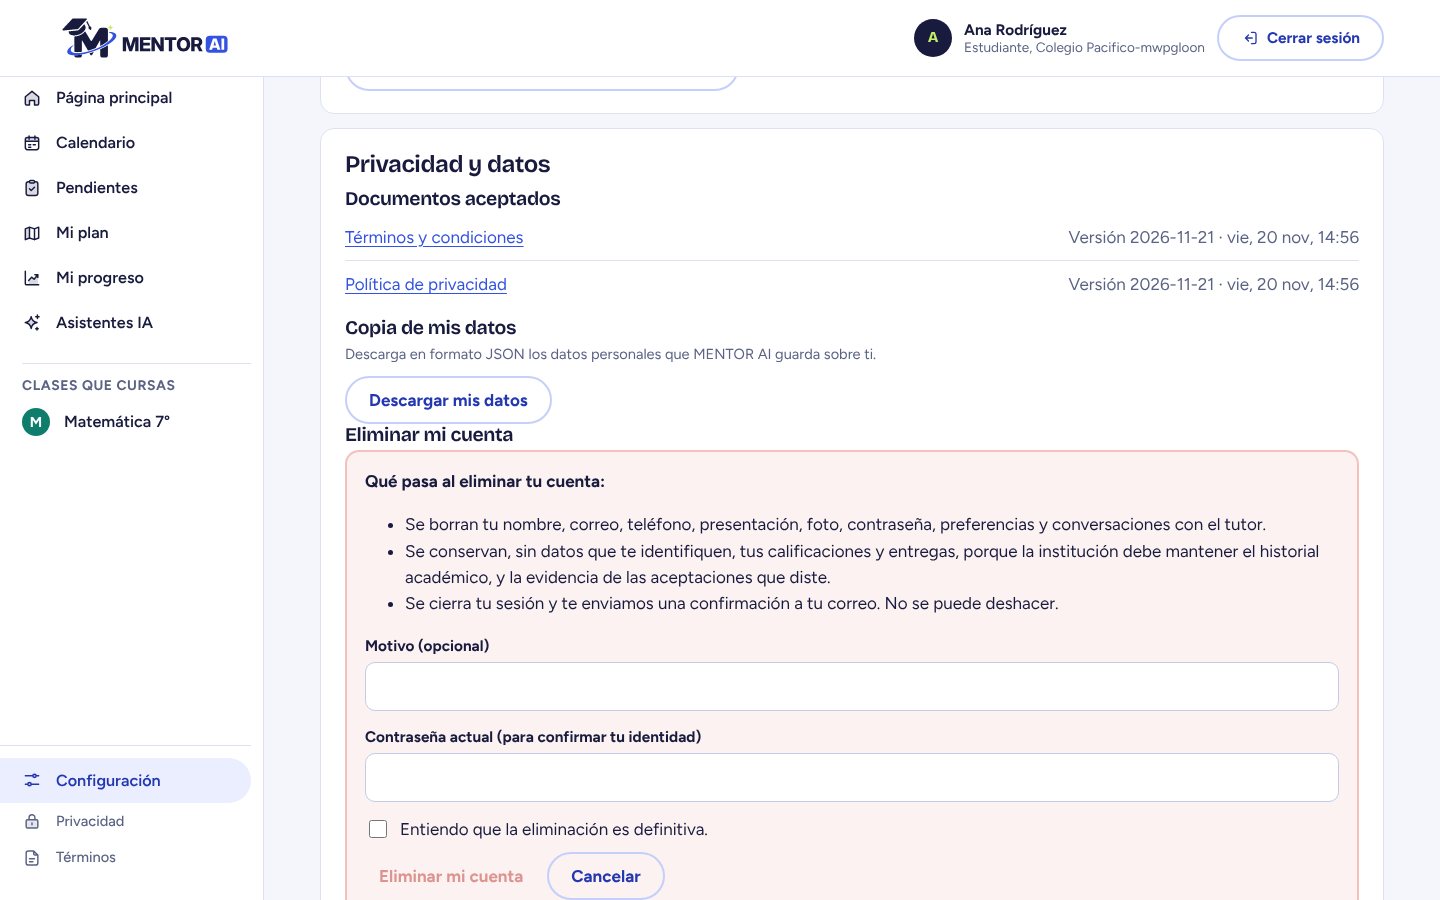 MENTOR AI
A
Ana Rodríguez
Estudiante, Colegio Pacifico-mwpgloon
Cerrar sesión
Página principal
Calendario
Pendientes
Mi plan
Mi progreso
Asistentes IA
CLASES QUE CURSAS
M
Matemática 7°
Configuración
Privacidad
Términos
Privacidad y datos
Documentos aceptados
Términos y condiciones
Versión 2026-11-21 · vie, 20 nov, 14:56
Política de privacidad
Versión 2026-11-21 · vie, 20 nov, 14:56
Copia de mis datos
Descarga en formato JSON los datos personales que MENTOR AI guarda sobre ti.
Descargar mis datos
Eliminar mi cuenta
Qué pasa al eliminar tu cuenta:
• Se borran tu nombre, correo, teléfono, presentación, foto, contraseña, preferencias y conversaciones con el tutor.
• Se conservan, sin datos que te identifiquen, tus calificaciones y entregas, porque la institución debe mantener el historial
académico, y la evidencia de las aceptaciones que diste.
• Se cierra tu sesión y te enviamos una confirmación a tu correo. No se puede deshacer.
Motivo (opcional)
Contraseña actual (para confirmar tu identidad)
Entiendo que la eliminación es definitiva.
Eliminar mi cuenta
Cancelar